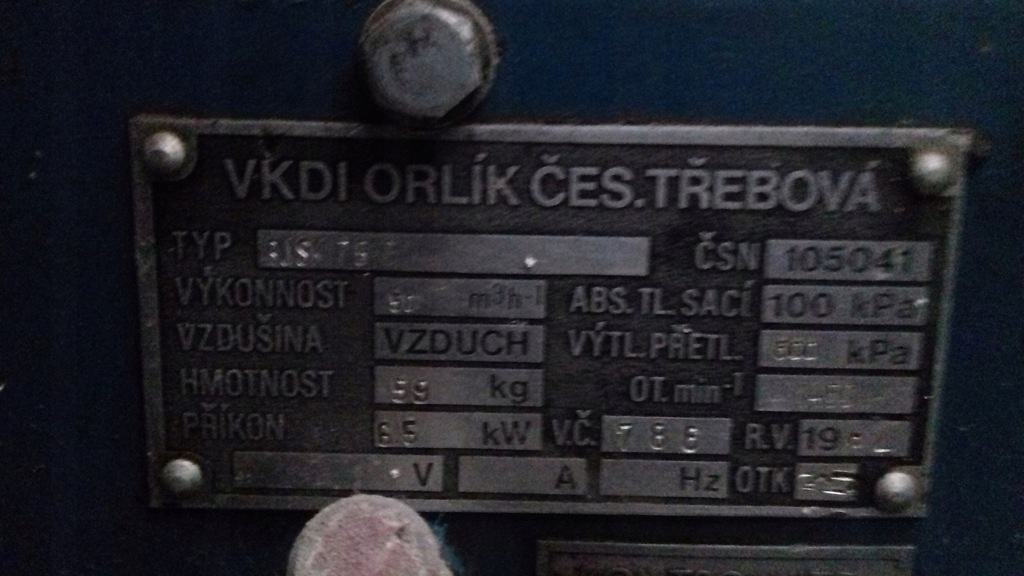 VKDI ORLÍK ČES.TŘEBOVÁ
TYP ČSN 105041
VÝKONNOST m³h-1 ABS.TL.SACÍ 100 kPa
VZDUŠINA VZDUCH VÝTL.PŘETL. kPa
HMOTNOST 59 kg OT.min-1
PŘÍKON 6.5 kW V.Č. 786 R.V. 19
V A Hz OTK